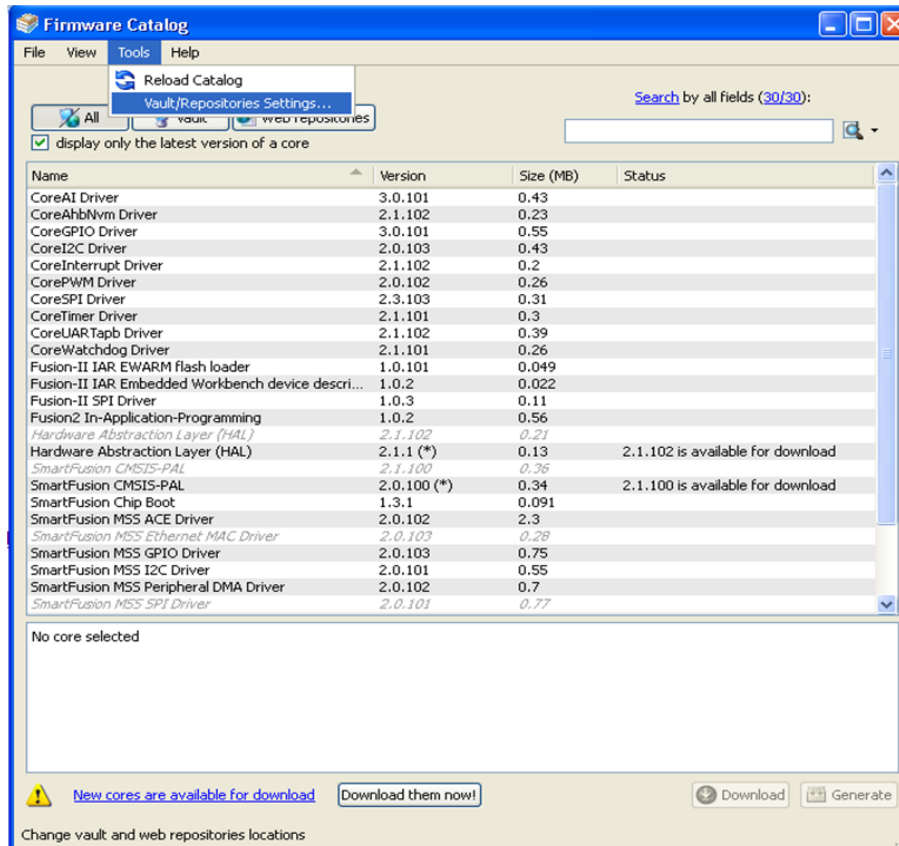 Firmware Catalog
File View Tools Help
Reload Catalog
Vault/Repositories Settings...
Search by all fields (30/30):
All Vault Web repositories
display only the latest version of a core
Name Version Size (MB) Status
CoreAI Driver 3.0.101 0.43
CoreAhbNvm Driver 2.1.102 0.23
CoreGPIO Driver 3.0.101 0.55
CoreI2C Driver 2.0.103 0.43
CoreInterrupt Driver 2.1.102 0.2
CorePWM Driver 2.0.102 0.26
CoreSPI Driver 2.3.103 0.31
CoreTimer Driver 2.1.101 0.3
CoreUARTapb Driver 2.1.102 0.39
CoreWatchdog Driver 2.1.101 0.26
Fusion-II IAR EWARM flash loader 1.0.101 0.049
Fusion-II IAR Embedded Workbench device descri... 1.0.2 0.022
Fusion-II SPI Driver 1.0.3 0.11
Fusion2 In-Application-Programming 1.0.2 0.56
Hardware Abstraction Layer (HAL) 2.1.102 0.21
Hardware Abstraction Layer (HAL) 2.1.1 (*) 0.13 2.1.102 is available for download
SmartFusion CMSIS-PAL 2.1.100 0.36
SmartFusion CMSIS-PAL 2.0.100 (*) 0.34 2.1.100 is available for download
SmartFusion Chip Boot 1.3.1 0.091
SmartFusion MSS ACE Driver 2.0.102 2.3
SmartFusion MSS Ethernet MAC Driver 2.0.103 0.28
SmartFusion MSS GPIO Driver 2.0.103 0.75
SmartFusion MSS I2C Driver 2.0.101 0.55
SmartFusion MSS Peripheral DMA Driver 2.0.102 0.7
SmartFusion MSS SPI Driver 2.0.101 0.77
No core selected
New cores are available for download Download them now! Download Generate
Change vault and web repositories locations